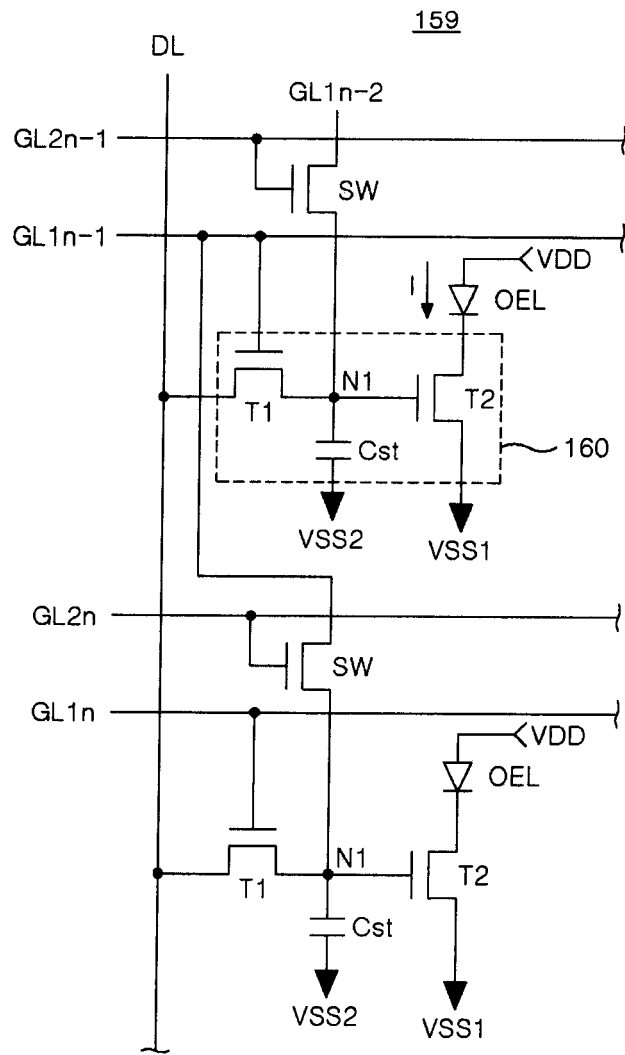 159
DL
GL1n-2
GL2n-1
SW
GL1n-1
VDD
I
OEL
N1
T1
T2
Cst
160
VSS2
VSS1
GL2n
SW
GL1n
VDD
OEL
N1
T1
T2
Cst
VSS2
VSS1